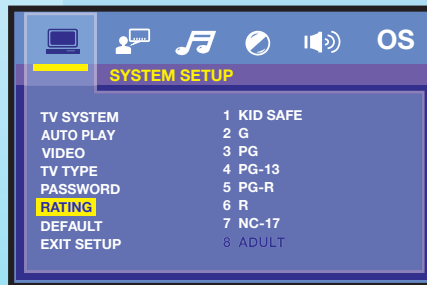 OS
SYSTEM SETUP
TV SYSTEM
AUTO PLAY
VIDEO
TV TYPE
PASSWORD
RATING
DEFAULT
EXIT SETUP
1 KID SAFE
2 G
3 PG
4 PG-13
5 PG-R
6 R
7 NC-17
8 ADULT